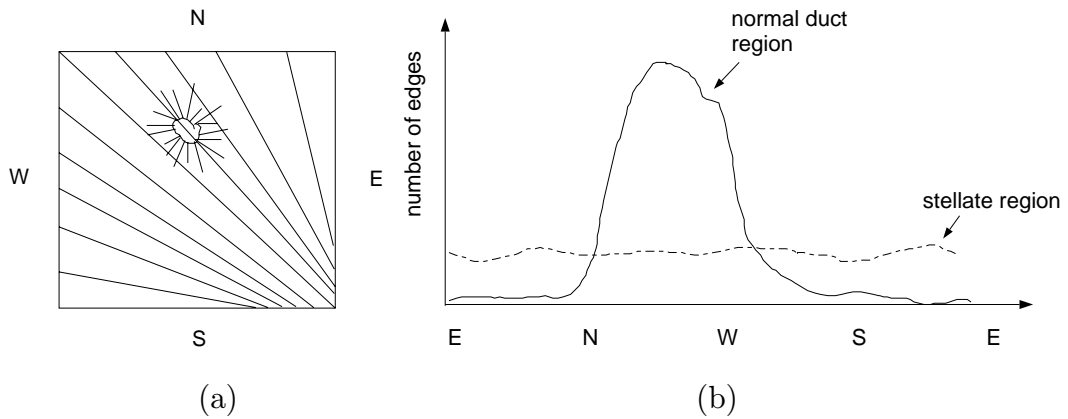 N
W
E
S
(a)
number of edges
normal duct
region
stellate region
E N W S E
(b)